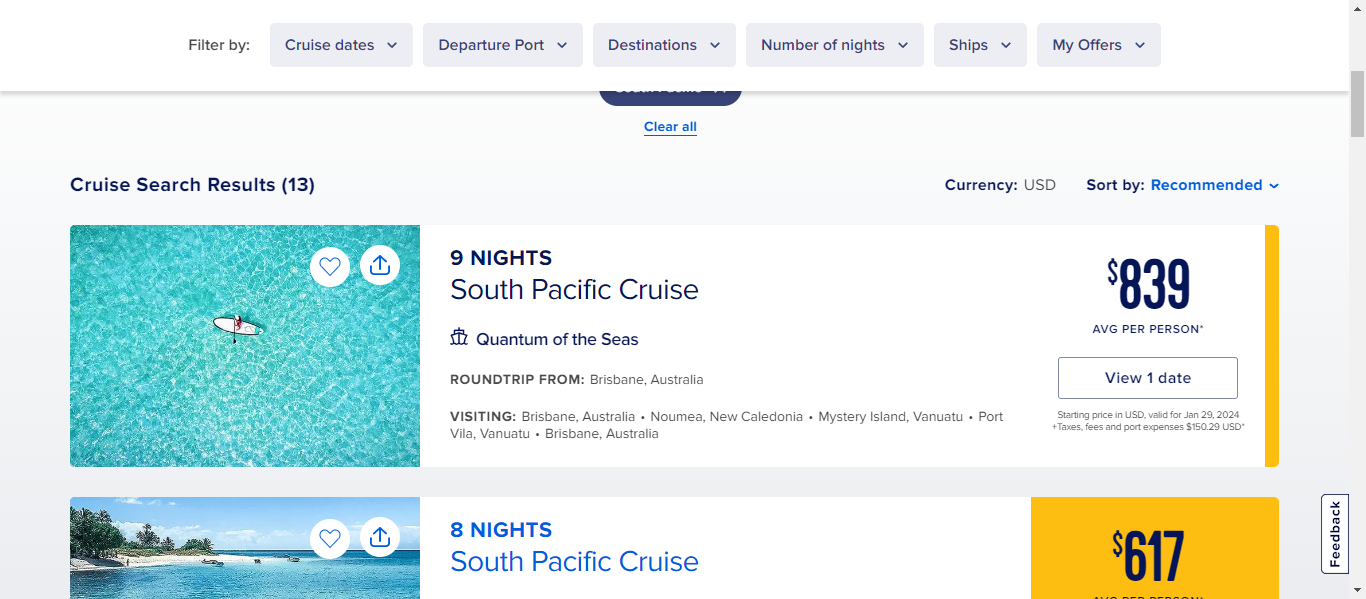 Filter by:
Cruise dates
Departure Port
Destinations
Number of nights
Ships
My Offers
Clear all
Cruise Search Results (13)
Currency: USD
Sort by: Recommended
9 NIGHTS
South Pacific Cruise
Quantum of the Seas
ROUNDTRIP FROM: Brisbane, Australia
VISITING: Brisbane, Australia • Noumea, New Caledonia • Mystery Island, Vanuatu • Port
Vila, Vanuatu • Brisbane, Australia
$839
AVG PER PERSON*
View 1 date
Starting price in USD, valid for Jan 29, 2024
+Taxes, fees and port expenses $150.29 USD*
8 NIGHTS
South Pacific Cruise
$617
AVG PER PERSON*
Feedback